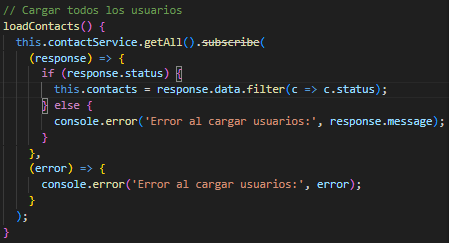 // Cargar todos los usuarios
loadContacts() {
  this.contactService.getAll().subscribe(
    (response) => {
      if (response.status) {
        this.contacts = response.data.filter(c => c.status);
      } else {
        console.error('Error al cargar usuarios:', response.message);
      }
    },
    (error) => {
      console.error('Error al cargar usuarios:', error);
    }
  );
}